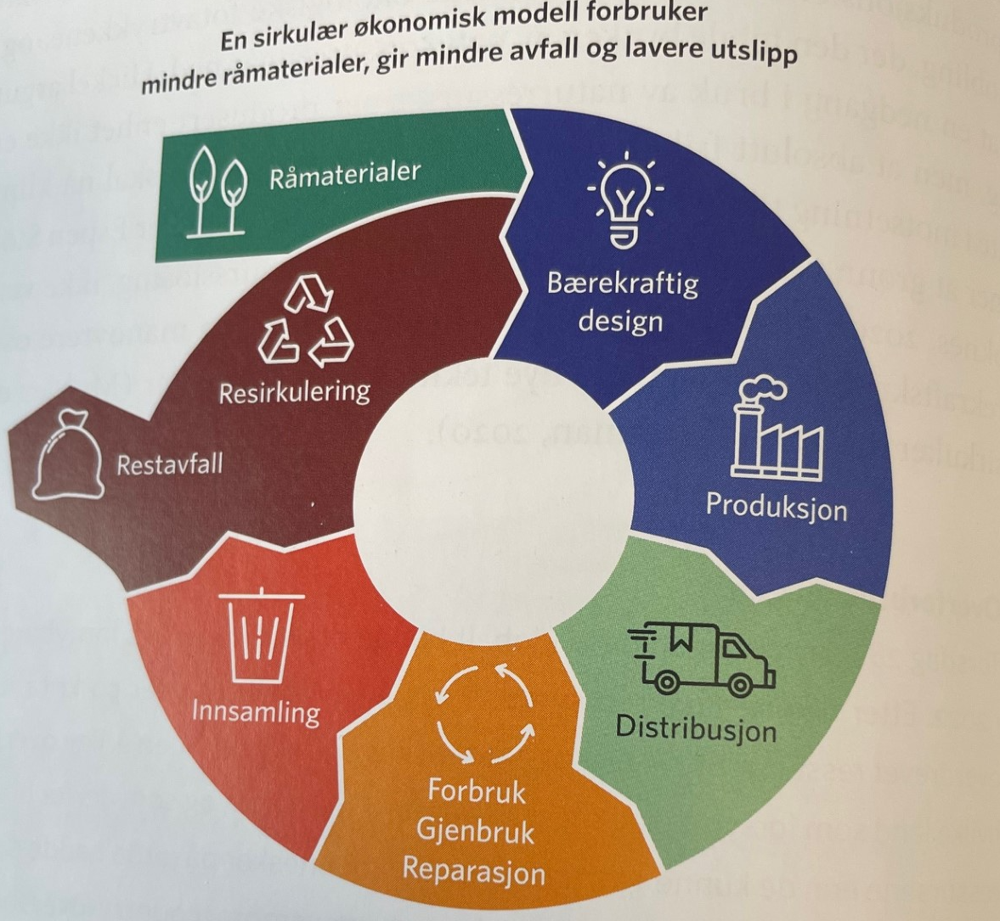 En sirkulær økonomisk modell forbruker
mindre råmaterialer, gir mindre avfall og lavere utslipp
Råmaterialer
Bærekraftig
design
Produksjon
Distribusjon
Forbruk
Gjenbruk
Reparasjon
Innsamling
Resirkulering
Restavfall